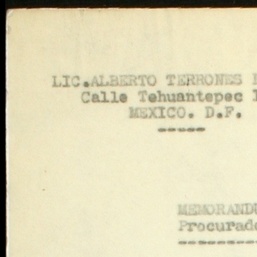 LIC.ALBERTO TERRONES
Calle Tehuantepec
MEXICO. D.F.
-----
MEMORANDU
Procurado